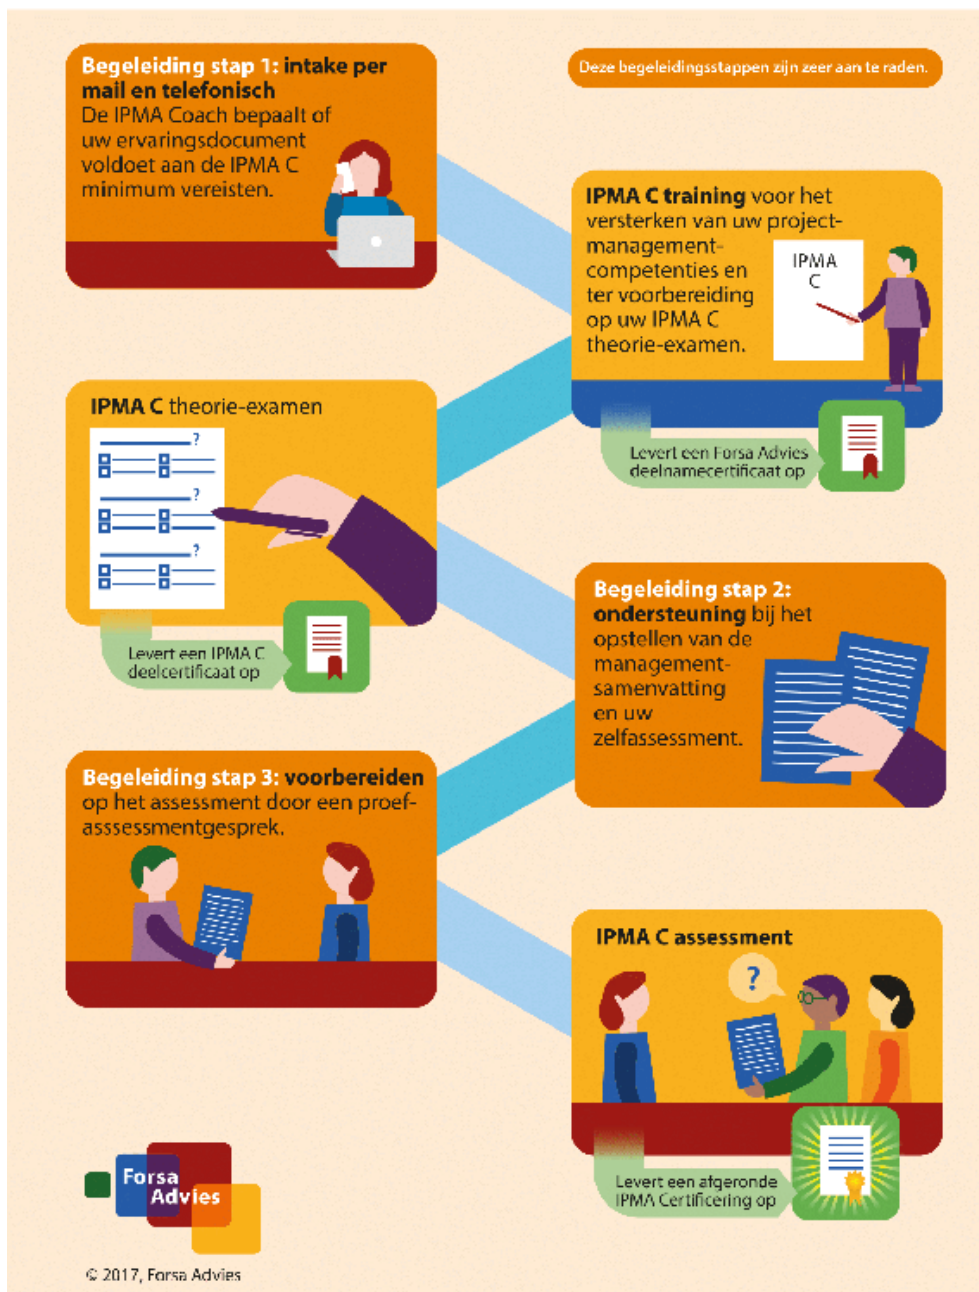 Begeleiding stap 1: intake per
mail en telefonisch
De IPMA Coach bepaalt of
uw ervaringsdocument
voldoet aan de IPMA C
minimum vereisten.
Deze begeleidingsstappen zijn zeer aan te raden.
IPMA C training voor het
versterken van uw project-
management-
competenties en
ter voorbereiding
op uw IPMA C
theorie-examen.
IPMA
C
Levert een Forsa Advies
deelnamecertificaat op
IPMA C theorie-examen
?
?
?
Levert een IPMA C
deelcertificaat op
Begeleiding stap 2:
ondersteuning bij het
opstellen van de
management-
samenvatting
en uw
zelfassessment.
Begeleiding stap 3: voorbereiden
op het assessment door een proef-
asssessmentgesprek.
IPMA C assessment
?
Levert een afgeronde
IPMA Certificering op
Forsa
Advies
© 2017, Forsa Advies